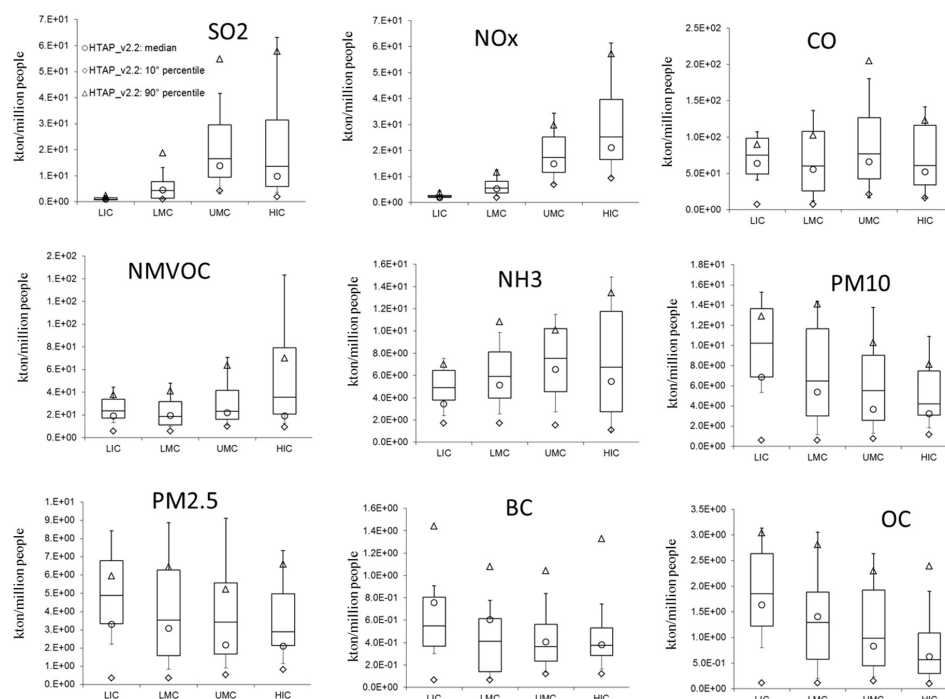 SO2
kton/million people
7.E+01
6.E+01
5.E+01
4.E+01
3.E+01
2.E+01
1.E+01
0.E+00
HTAP_v2.2: median
HTAP_v2.2: 10° percentile
HTAP_v2.2: 90° percentile
LIC LMC UMC HIC
NOx
kton/million people
7.E+01
6.E+01
5.E+01
4.E+01
3.E+01
2.E+01
1.E+01
0.E+00
LIC LMC UMC HIC
CO
kton/million people
2.5E+02
2.0E+02
1.5E+02
1.0E+02
5.0E+01
0.0E+00
LIC LMC UMC HIC
NMVOC
kton/million people
2.E+02
1.E+02
1.E+02
1.E+02
8.E+01
6.E+01
4.E+01
2.E+01
0.E+00
LIC LMC UMC HIC
NH3
kton/million people
1.6E+01
1.4E+01
1.2E+01
1.0E+01
8.0E+00
6.0E+00
4.0E+00
2.0E+00
0.0E+00
LIC LMC UMC HIC
PM10
kton/million people
1.8E+01
1.6E+01
1.4E+01
1.2E+01
1.0E+01
8.0E+00
6.0E+00
4.0E+00
2.0E+00
0.0E+00
LIC LMC UMC HIC
PM2.5
kton/million people
1.E+01
9.E+00
8.E+00
7.E+00
6.E+00
5.E+00
4.E+00
3.E+00
2.E+00
1.E+00
0.E+00
LIC LMC UMC HIC
BC
kton/million people
1.6E+00
1.4E+00
1.2E+00
1.0E+00
8.0E-01
6.0E-01
4.0E-01
2.0E-01
0.0E+00
LIC LMC UMC HIC
OC
kton/million people
3.5E+00
3.0E+00
2.5E+00
2.0E+00
1.5E+00
1.0E+00
5.0E-01
0.0E+00
LIC LMC UMC HIC